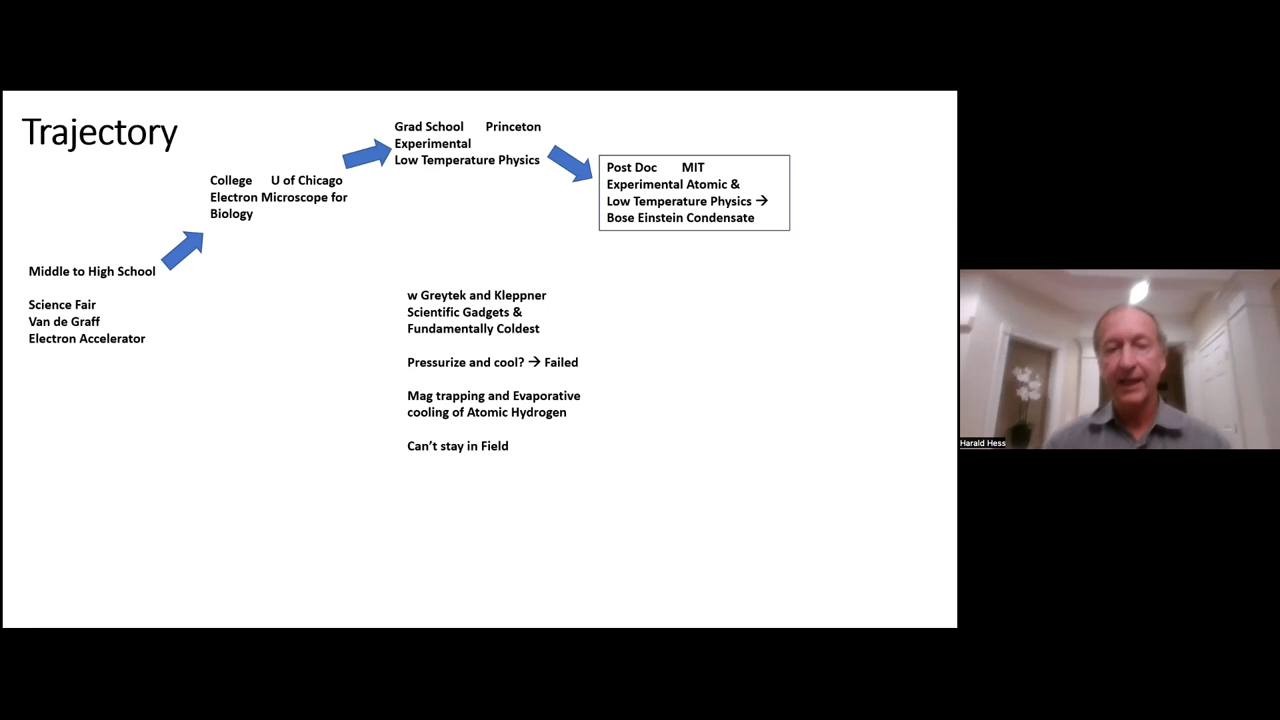 Trajectory
Middle to High School
Science Fair
Van de Graff
Electron Accelerator
College U of Chicago
Electron Microscope for
Biology
Grad School Princeton
Experimental
Low Temperature Physics
Post Doc MIT
Experimental Atomic &
Low Temperature Physics →
Bose Einstein Condensate
w Greytek and Kleppner
Scientific Gadgets &
Fundamentally Coldest
Pressurize and cool? → Failed
Mag trapping and Evaporative
cooling of Atomic Hydrogen
Can't stay in Field
Harald Hess